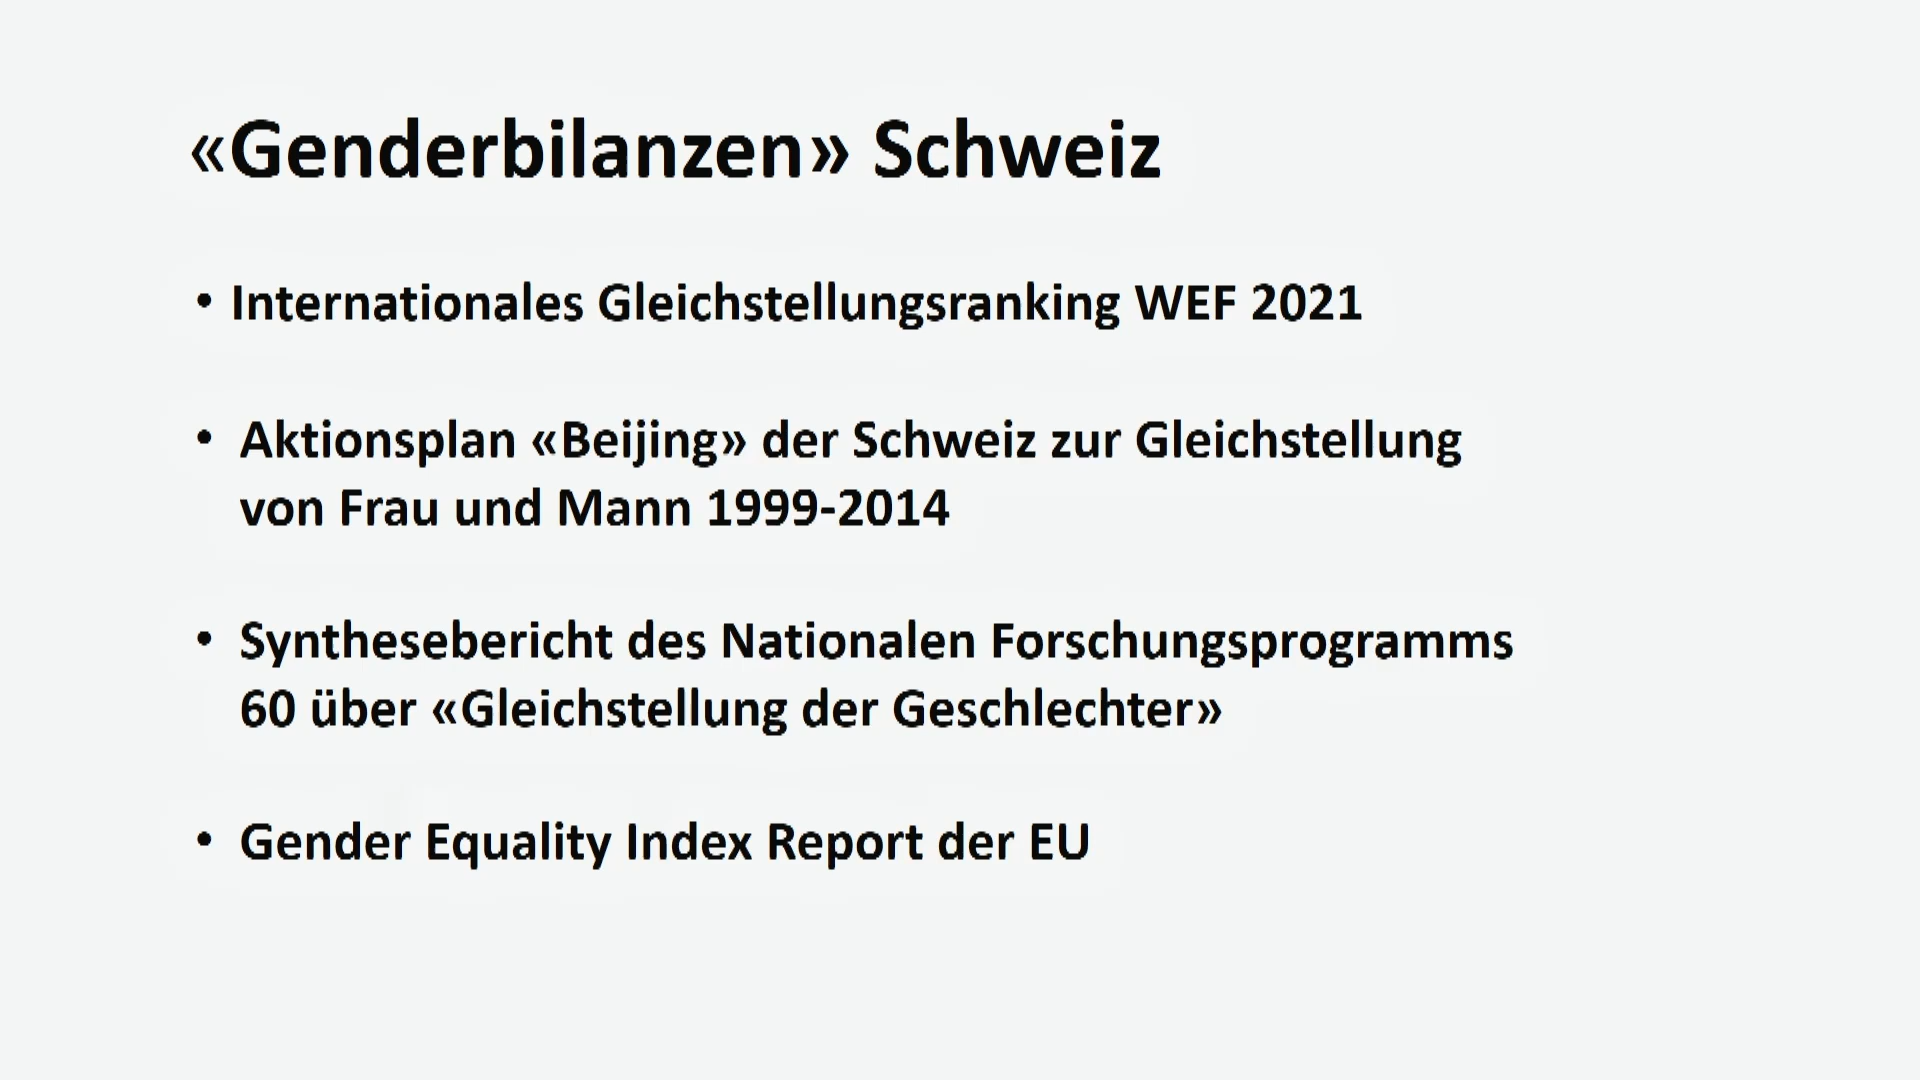 «Genderbilanzen» Schweiz
• Internationales Gleichstellungsranking WEF 2021
• Aktionsplan «Beijing» der Schweiz zur Gleichstellung
von Frau und Mann 1999-2014
• Synthesebericht des Nationalen Forschungsprogramms
60 über «Gleichstellung der Geschlechter»
• Gender Equality Index Report der EU